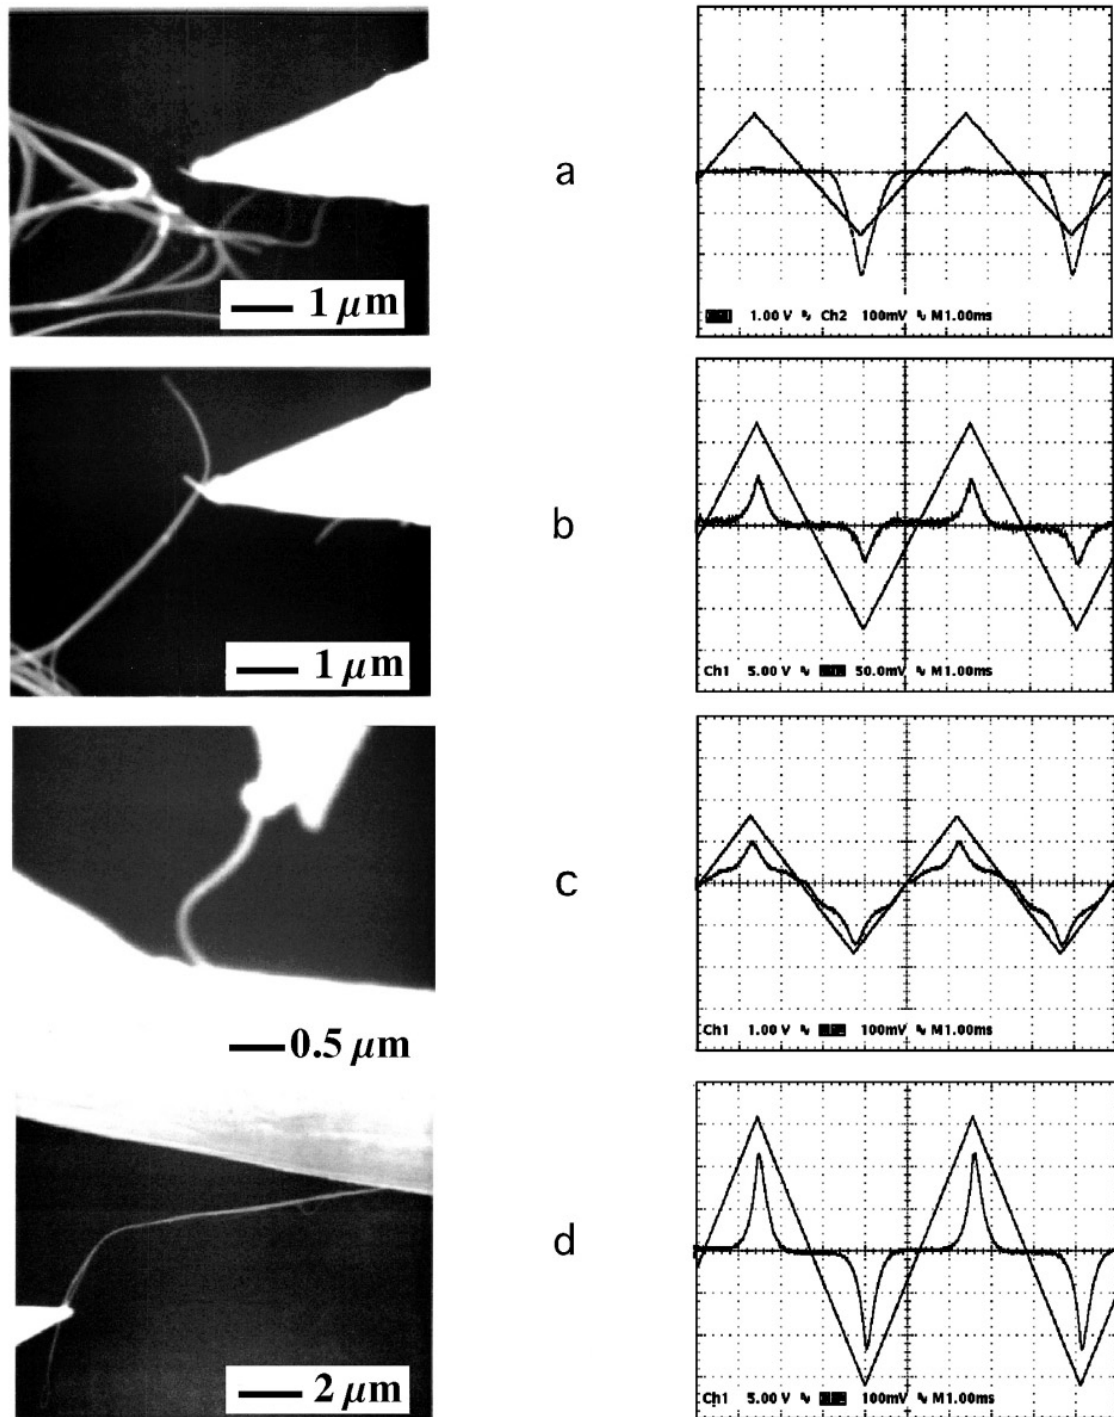 1 μm
a
1.00 V ∿ Ch2 100mV ∿ M1.00ms
1 μm
b
Ch1 5.00 V ∿ 50.0mV ∿ M1.00ms
0.5 μm
c
Ch1 1.00 V ∿ 100mV ∿ M1.00ms
2 μm
d
Ch1 5.00 V ∿ 100mV ∿ M1.00ms